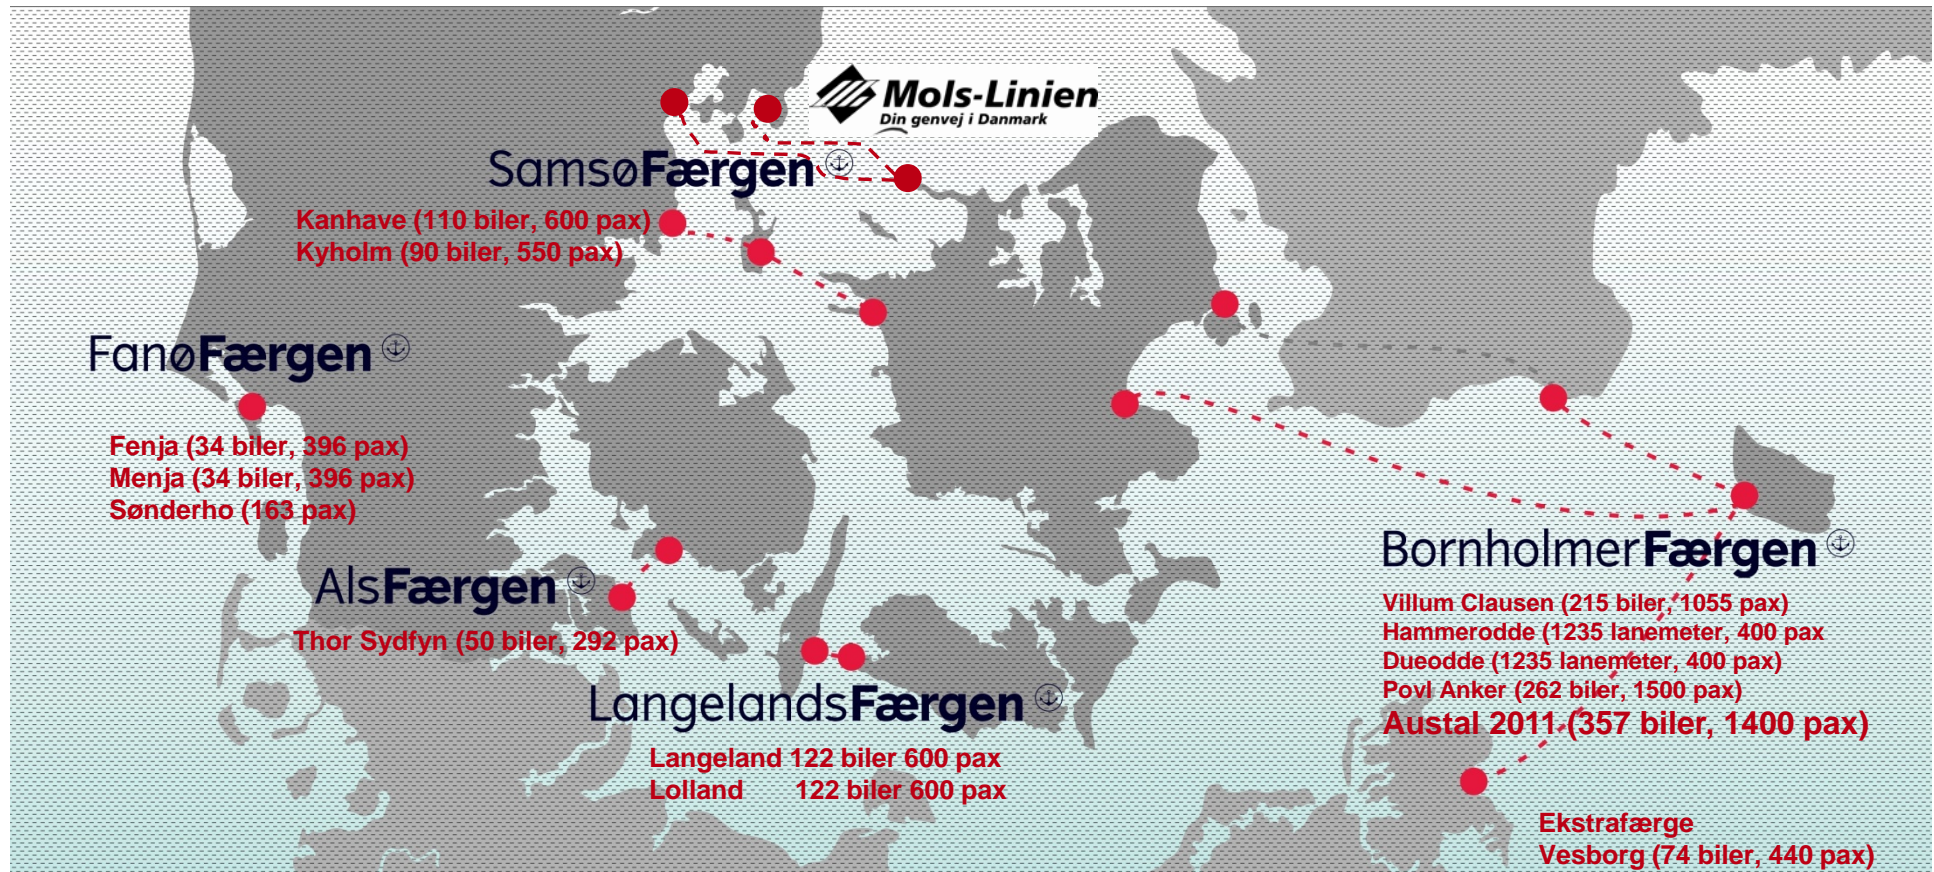 Mols-Linien
Din genvej i Danmark
SamsøFærgen
Kanhave (110 biler, 600 pax)
Kyholm (90 biler, 550 pax)
FanøFærgen
Fenja (34 biler, 396 pax)
Menja (34 biler, 396 pax)
Sønderho (163 pax)
AlsFærgen
Thor Sydfyn (50 biler, 292 pax)
LangelandsFærgen
Langeland 122 biler 600 pax
Lolland 122 biler 600 pax
BornholmerFærgen
Villum Clausen (215 biler, 1055 pax)
Hammerodde (1235 lanemeter, 400 pax
Dueodde (1235 lanemeter, 400 pax)
Povl Anker (262 biler, 1500 pax)
Austal 2011 (357 biler, 1400 pax)
Ekstrafærge
Vesborg (74 biler, 440 pax)